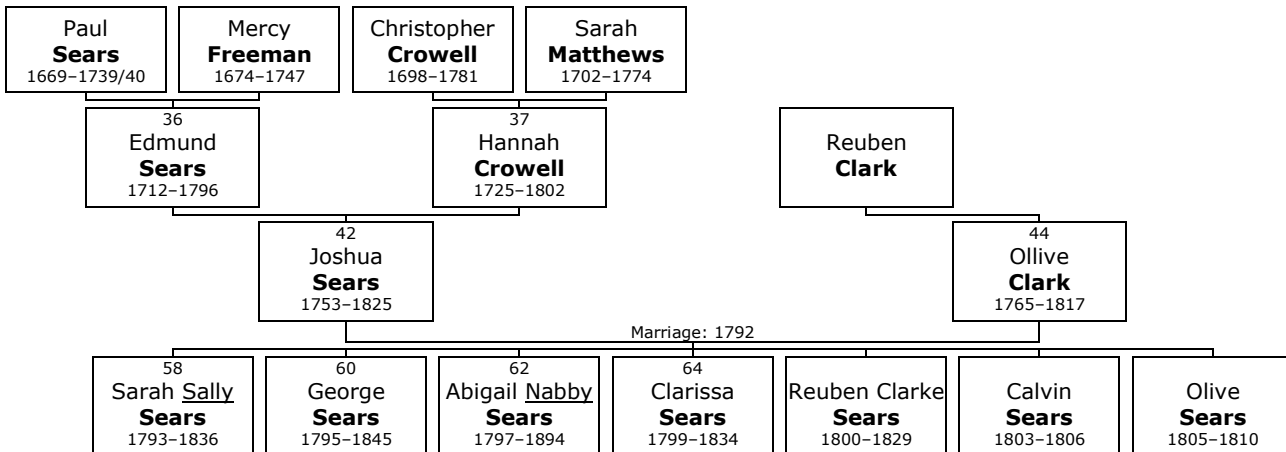 Paul
Sears
1669–1739/40
Mercy
Freeman
1674–1747
Christopher
Crowell
1698–1781
Sarah
Matthews
1702–1774
36
Edmund
Sears
1712–1796
37
Hannah
Crowell
1725–1802
Reuben
Clark
42
Joshua
Sears
1753–1825
44
Ollive
Clark
1765–1817
Marriage: 1792
58
Sarah Sally
Sears
1793–1836
60
George
Sears
1795–1845
62
Abigail Nabby
Sears
1797–1894
64
Clarissa
Sears
1799–1834
Reuben Clarke
Sears
1800–1829
Calvin
Sears
1803–1806
Olive
Sears
1805–1810